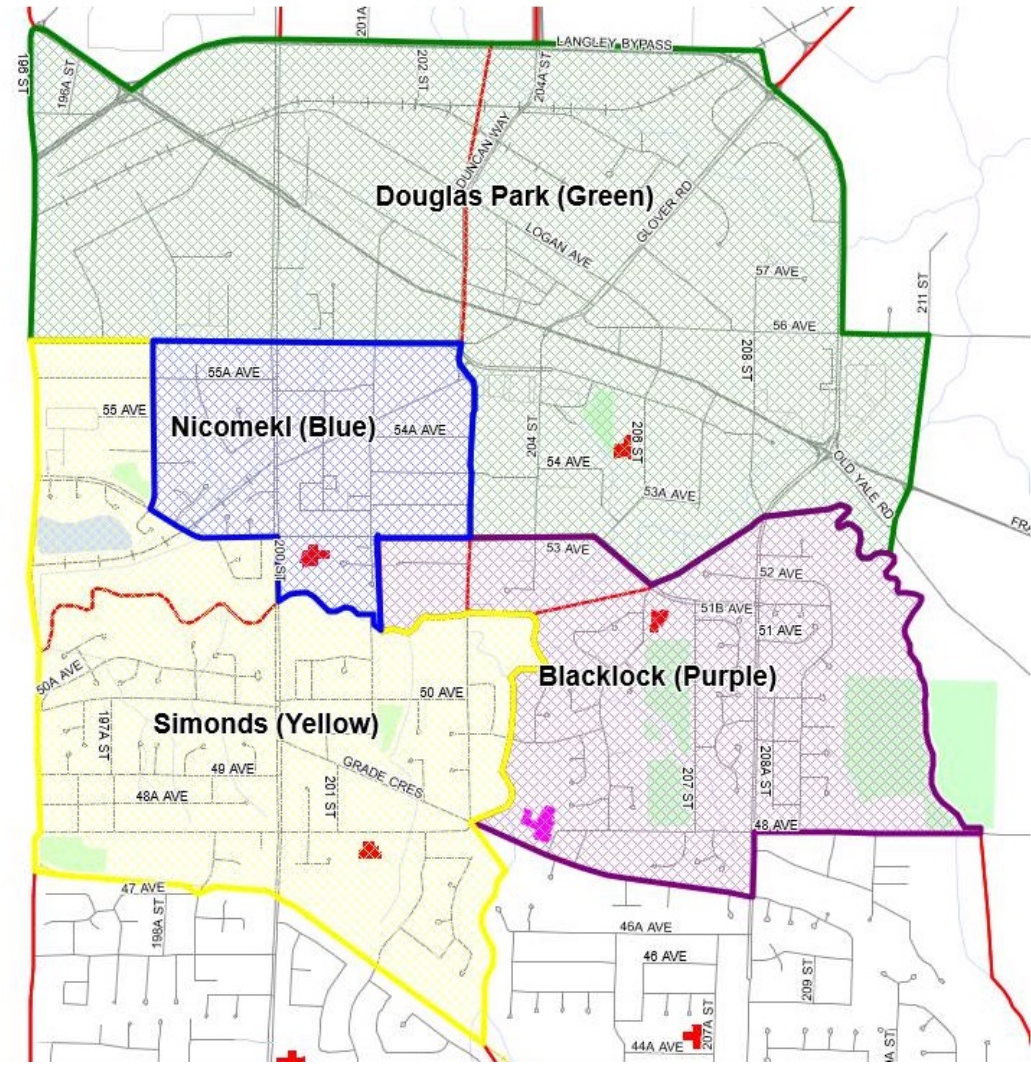 201A
LANGLEY BYPASS
196 ST
196A ST
202 ST
204A ST
DUNCAN WAY
Douglas Park (Green)
GLOVER RD
LOGAN AVE
57 AVE
211 ST
56 AVE
208 ST
55A AVE
55 AVE
Nicomekl (Blue)
54A AVE
204 ST
206 ST
54 AVE
53A AVE
OLD YALE RD
FRA
200 ST
53 AVE
52 AVE
51B AVE
51 AVE
50A AVE
50 AVE
Blacklock (Purple)
Simonds (Yellow)
197A ST
49 AVE
GRADE CRES
201 ST
48A AVE
207 ST
208A ST
48 AVE
47 AVE
198A ST
46A AVE
46 AVE
209 ST
207A ST
44A AVE
A ST